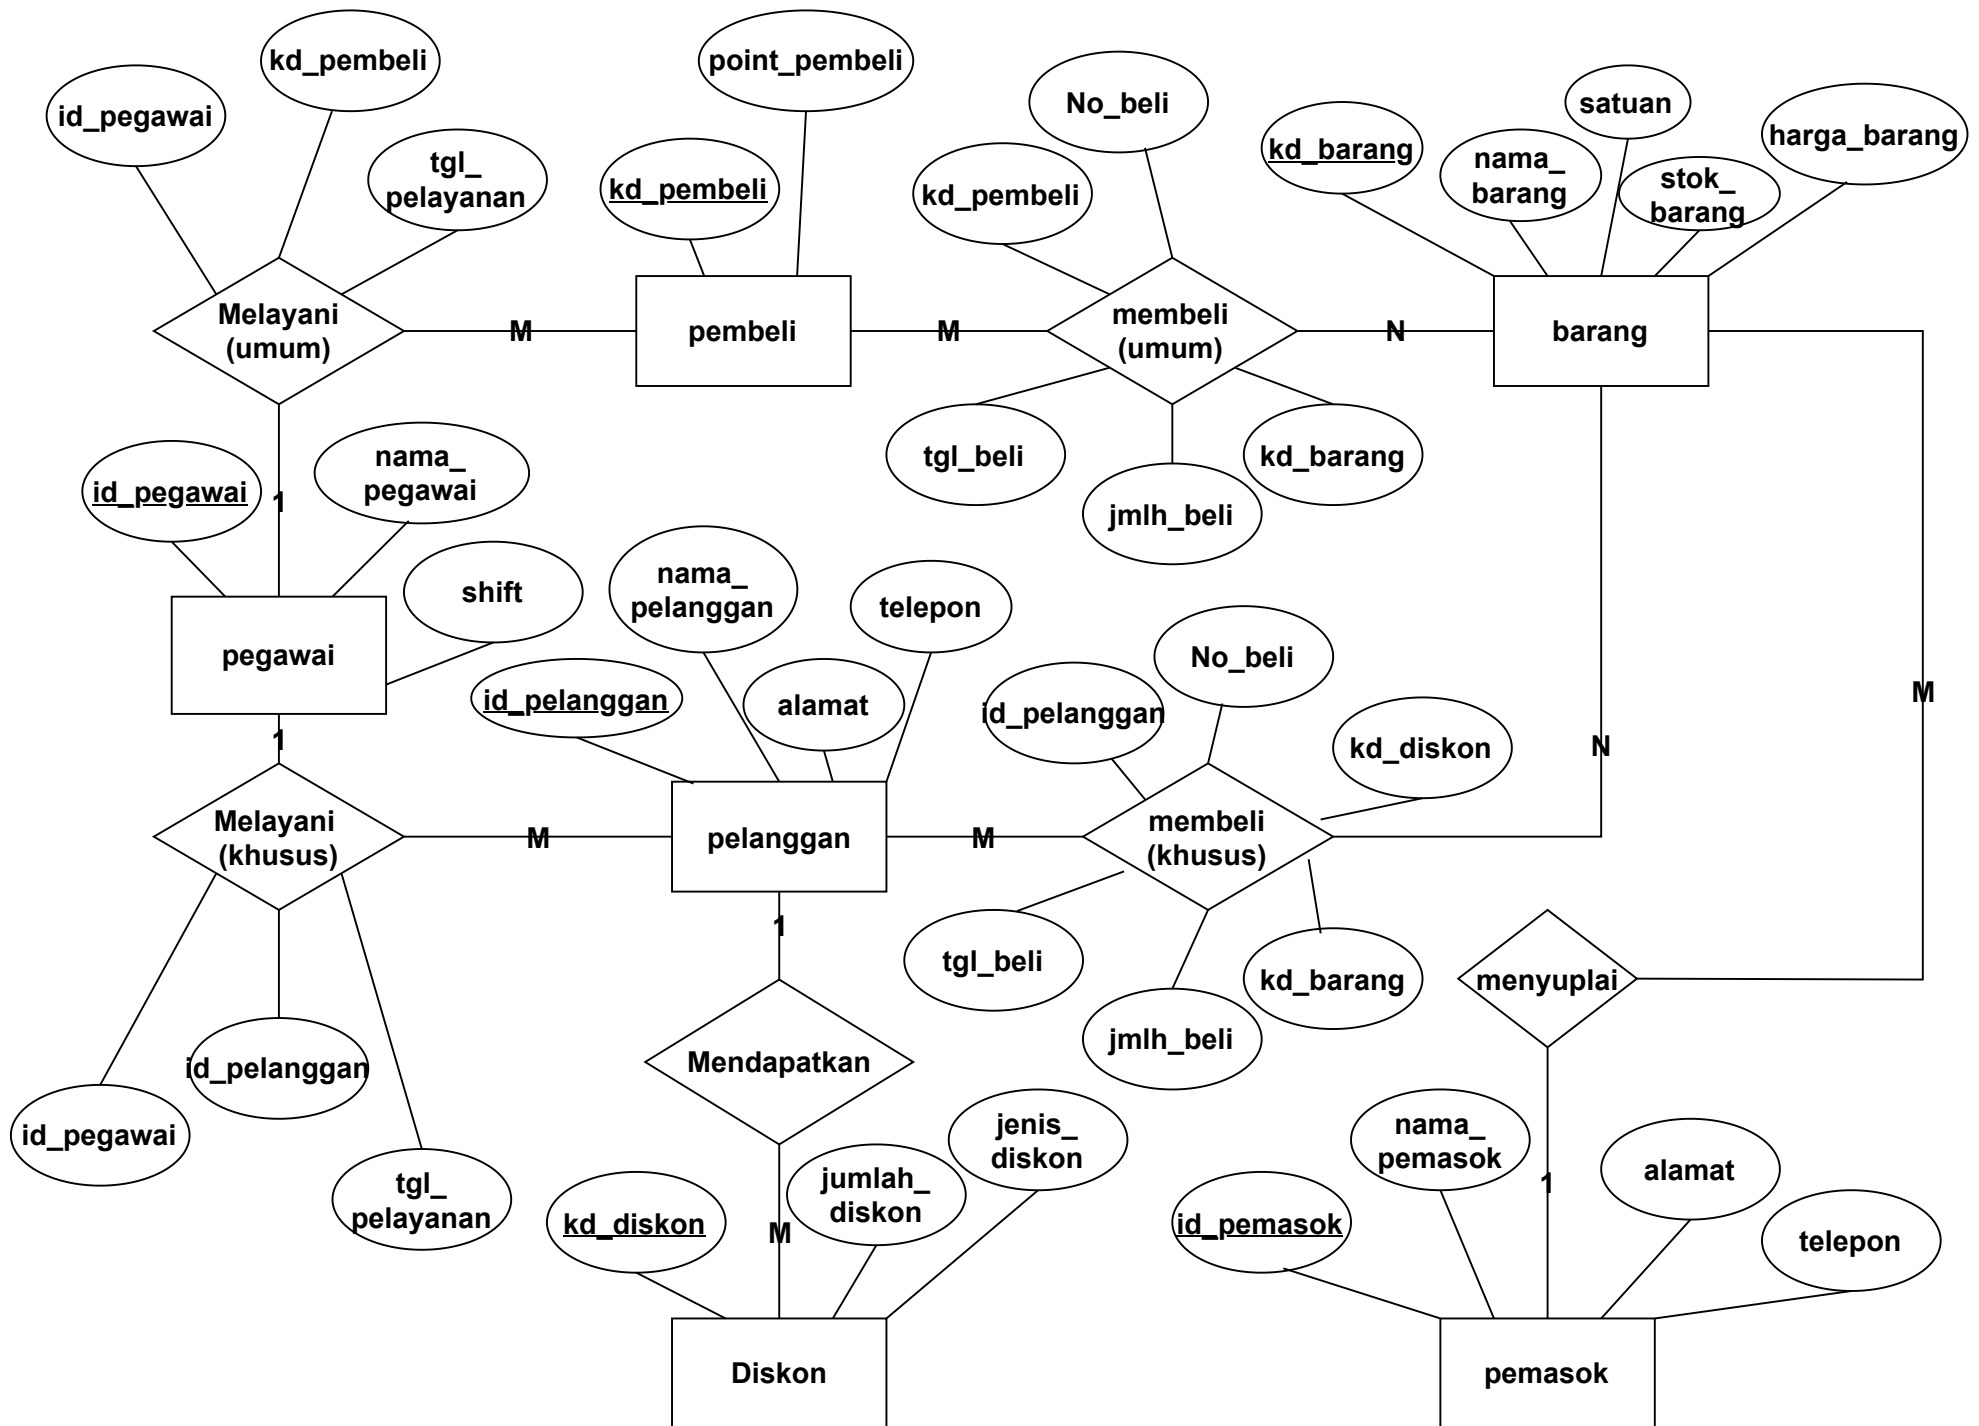 kd_pembeli
point_pembeli
id_pegawai
No_beli
satuan
harga_barang
kd_barang
nama_
barang
stok_
barang
tgl_
pelayanan
kd_pembeli
kd_pembeli
Melayani
(umum)
M
pembeli
M
membeli
(umum)
N
barang
tgl_beli
jmlh_beli
kd_barang
id_pegawai
1
nama_
pegawai
shift
pegawai
nama_
pelanggan
telepon
id_pelanggan
alamat
No_beli
id_pelanggan
kd_diskon
N
M
1
Melayani
(khusus)
M
pelanggan
M
membeli
(khusus)
1
tgl_beli
jmlh_beli
kd_barang
menyuplai
id_pegawai
id_pelanggan
tgl_
pelayanan
Mendapatkan
kd_diskon
M
jumlah_
diskon
jenis_
diskon
id_pemasok
nama_
pemasok
1
alamat
telepon
Diskon
pemasok